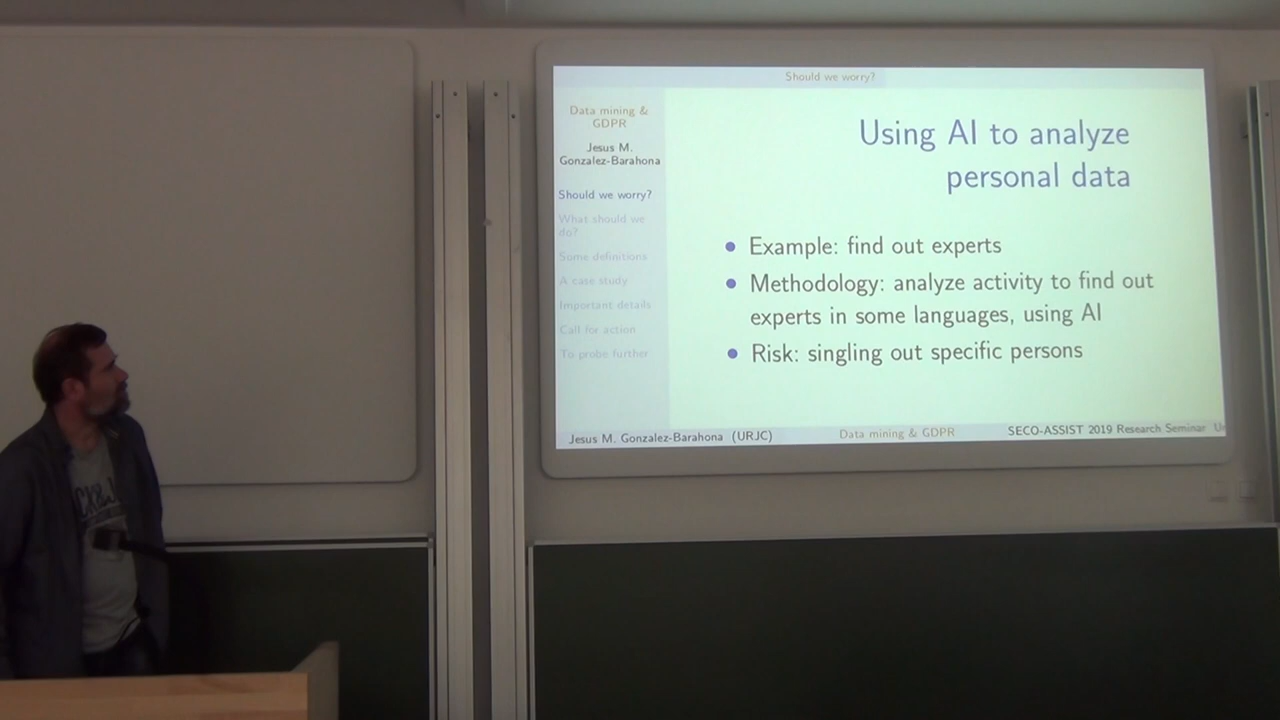 Should we worry?
Data mining &
GDPR
Jesus M.
Gonzalez-Barahona
Should we worry?
What should we
do?
Some definitions
A case study
Important details
Call for action
To probe further
Using AI to analyze
personal data
Example: find out experts
Methodology: analyze activity to find out
experts in some languages, using AI
Risk: singling out specific persons
Jesus M. Gonzalez-Barahona (URJC)
Data mining & GDPR
SECO-ASSIST 2019 Research Seminar